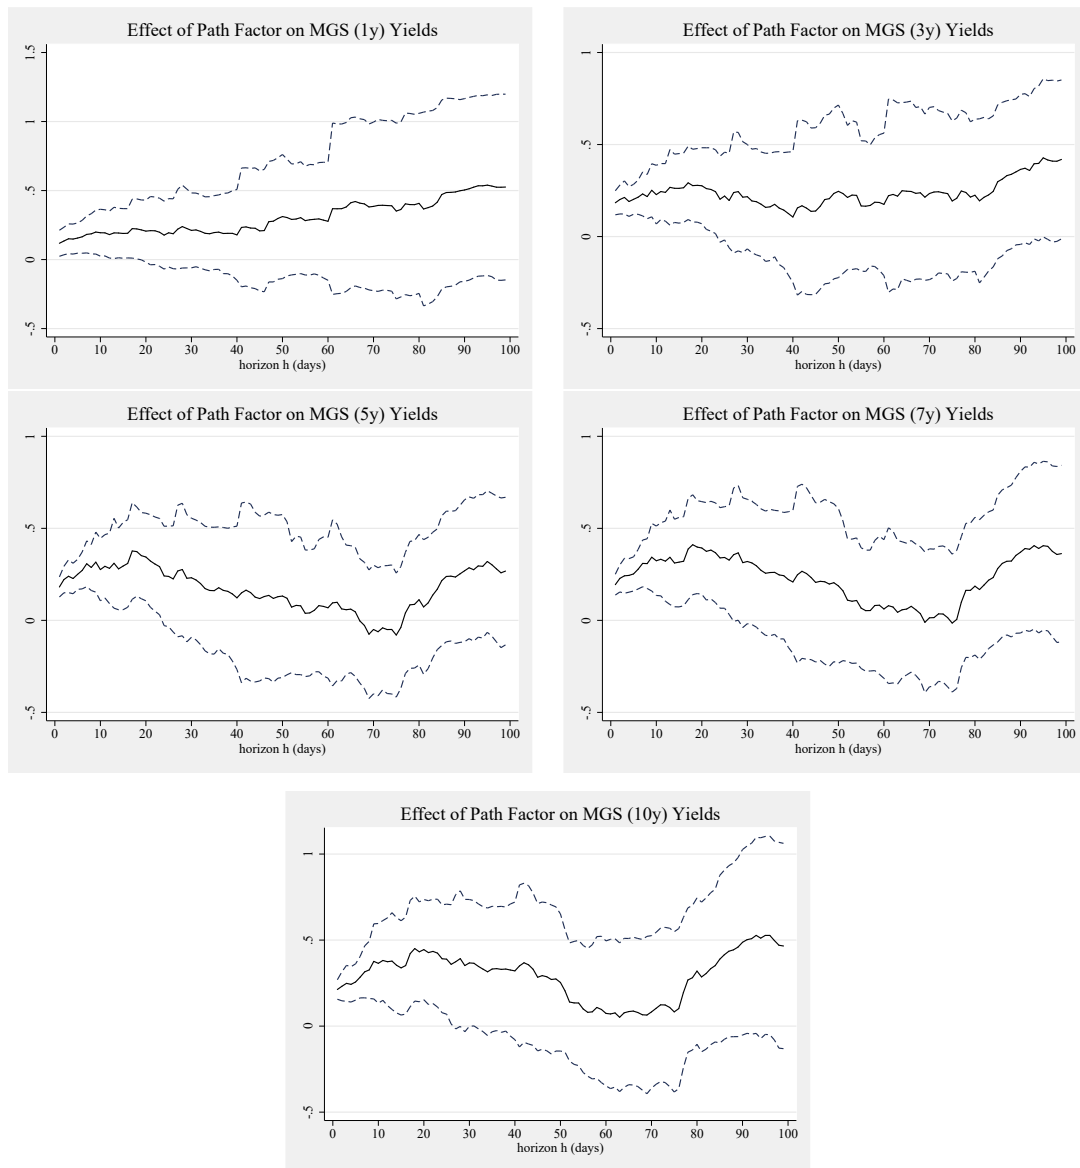 Effect of Path Factor on MGS (1y) Yields
1.5
1
.5
0
-.5
0 10 20 30 40 50 60 70 80 90 100
horizon h (days)
Effect of Path Factor on MGS (3y) Yields
1
.5
0
-.5
0 10 20 30 40 50 60 70 80 90 100
horizon h (days)
Effect of Path Factor on MGS (5y) Yields
1
.5
0
-.5
0 10 20 30 40 50 60 70 80 90 100
horizon h (days)
Effect of Path Factor on MGS (7y) Yields
1
.5
0
-.5
0 10 20 30 40 50 60 70 80 90 100
horizon h (days)
Effect of Path Factor on MGS (10y) Yields
1
.5
0
-.5
0 10 20 30 40 50 60 70 80 90 100
horizon h (days)